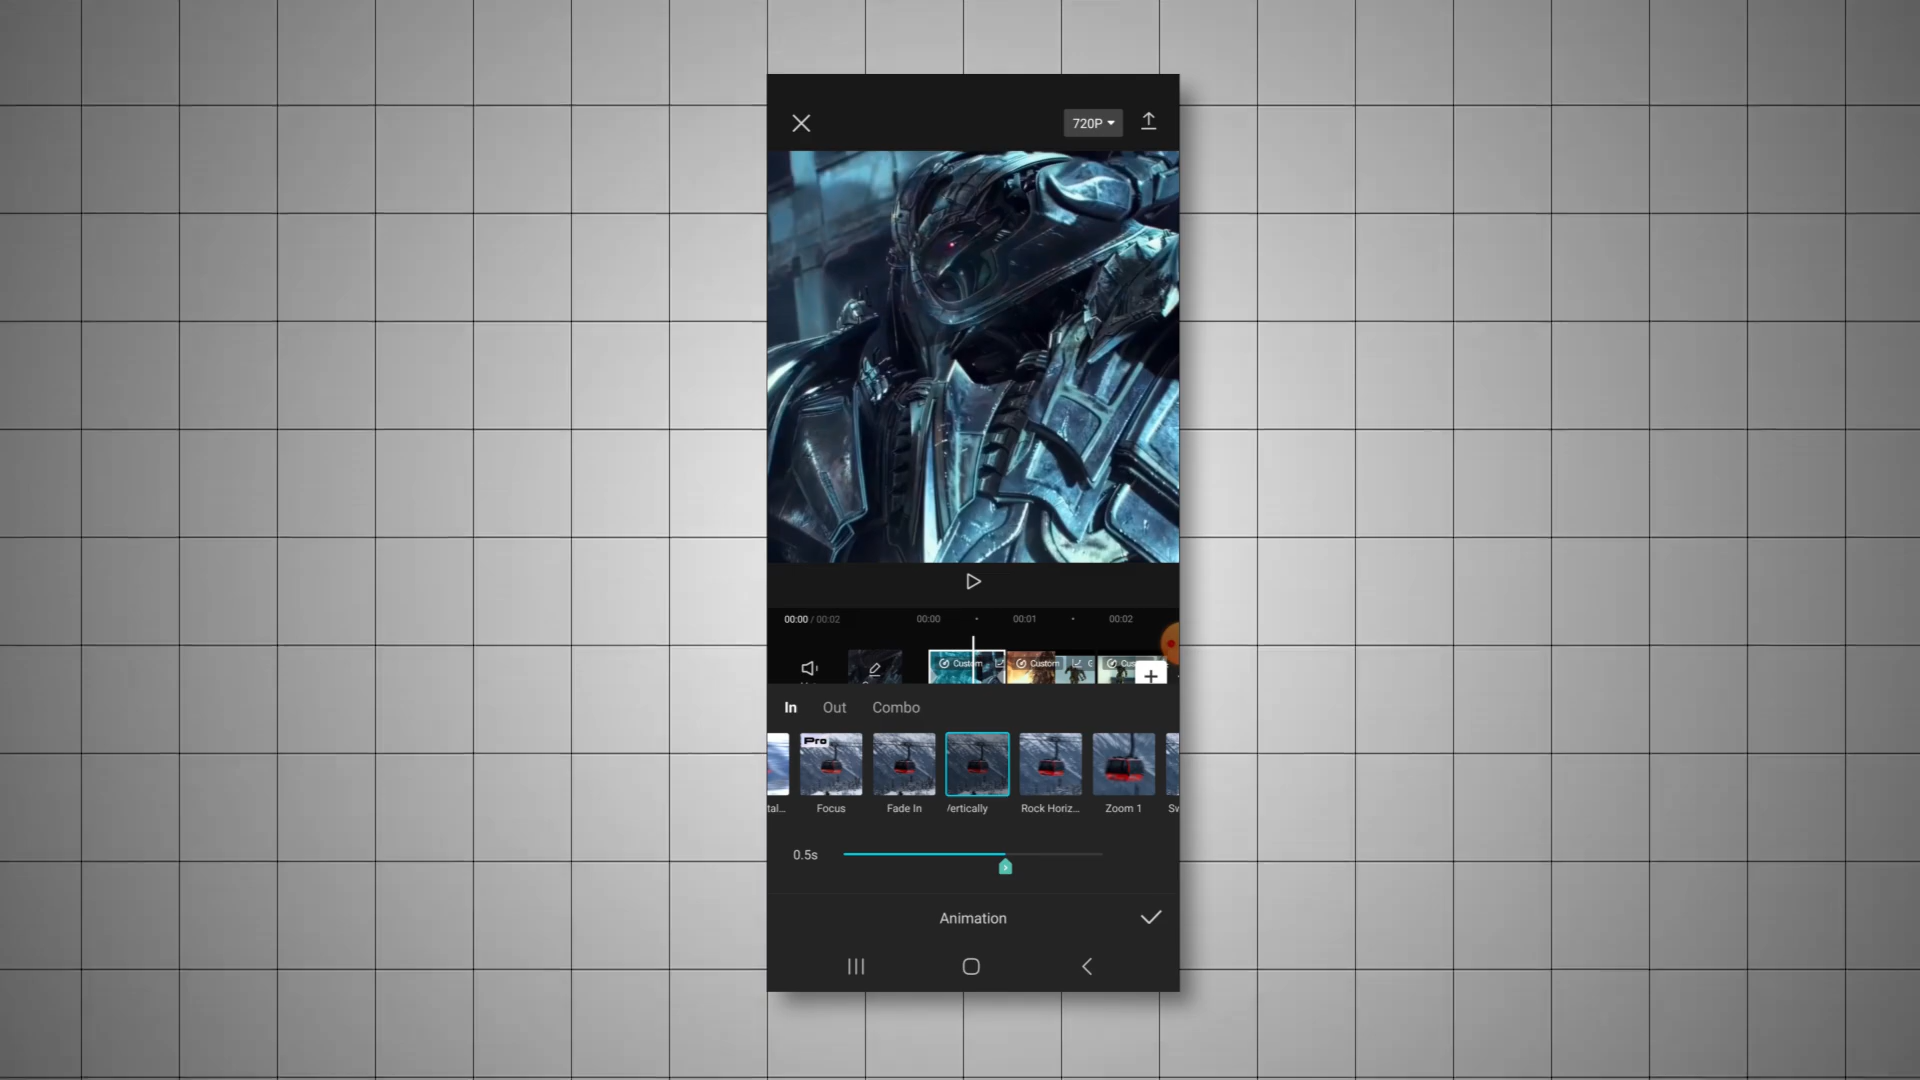 720P
00:00 / 00:02 00:00 00:01 00:02
Custom Custom
In Out Combo
Pro
Focus Fade In Vertically Rock Horiz... Zoom 1
0.5s
Animation